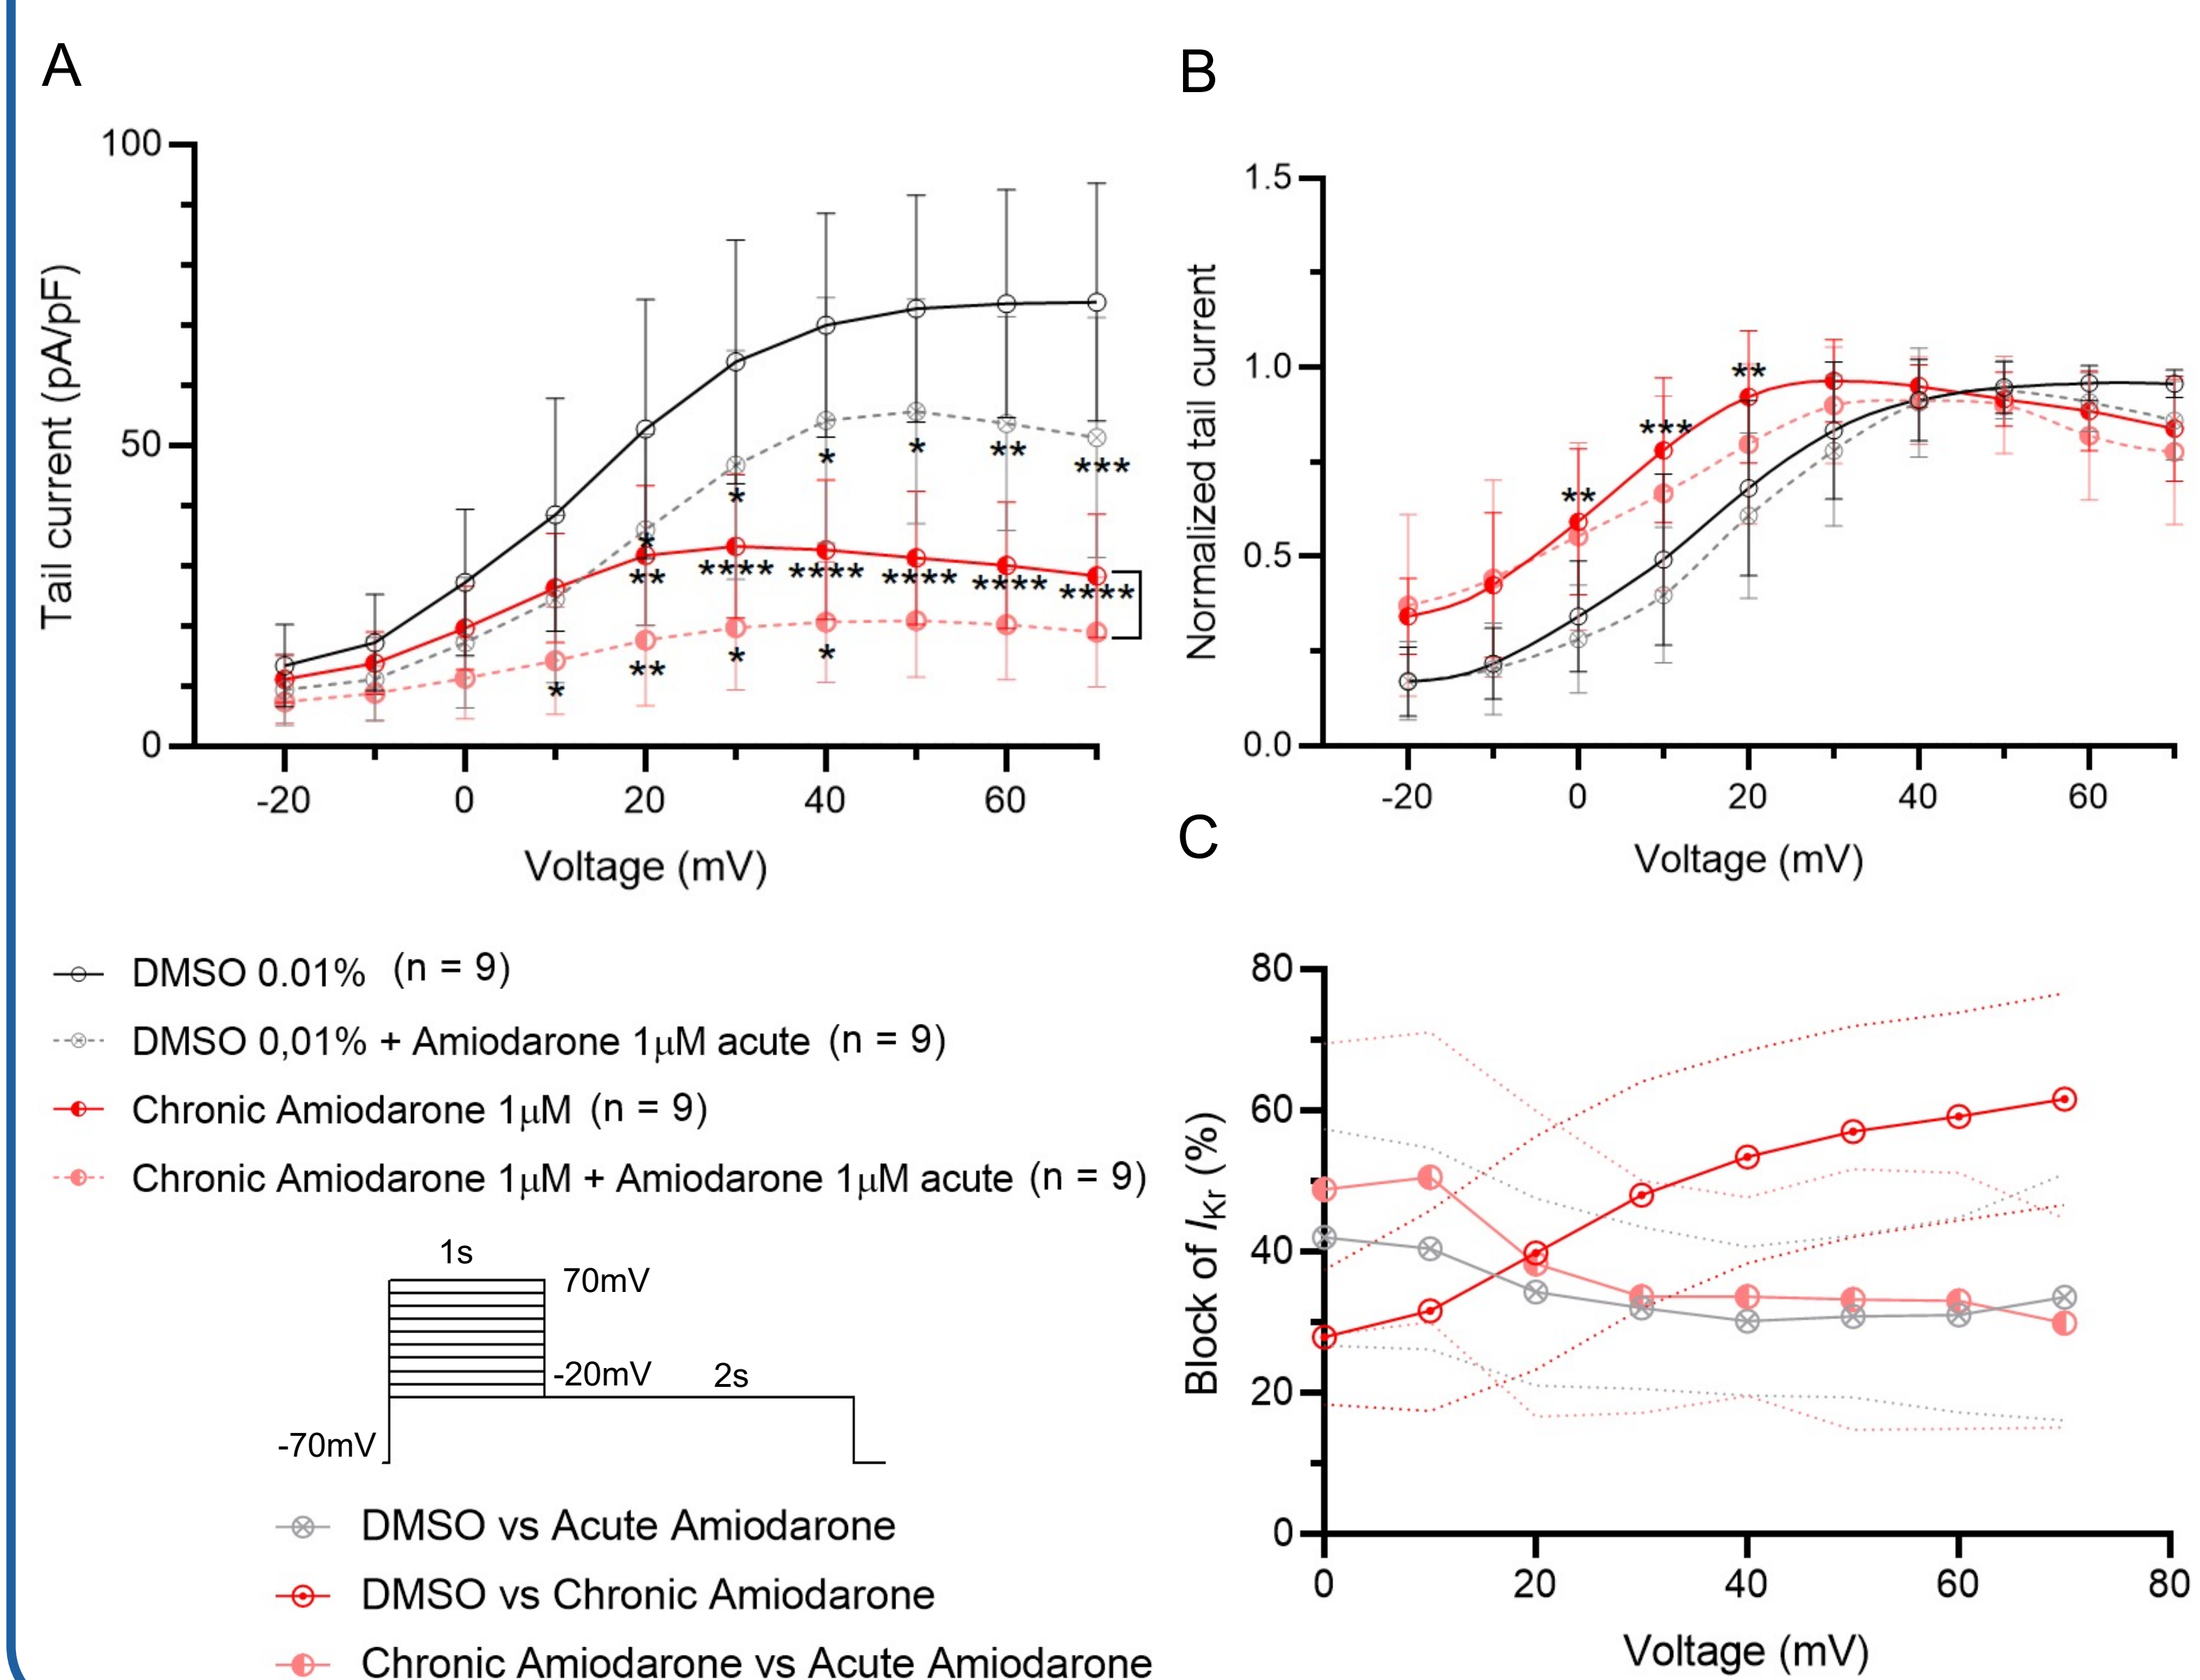 A
100
50
0
Tail current (pA/pF)
* * * * ** ***
** **** **** **** **** ****
* ** * *
-20 0 20 40 60
Voltage (mV)
B
1.5
1.0
0.5
0.0
Normalized tail current
** *** **
-20 0 20 40 60
Voltage (mV)
DMSO 0.01% (n = 9)
DMSO 0,01% + Amiodarone 1μM acute (n = 9)
Chronic Amiodarone 1μM (n = 9)
Chronic Amiodarone 1μM + Amiodarone 1μM acute (n = 9)
1s
70mV
-20mV 2s
-70mV
DMSO vs Acute Amiodarone
DMSO vs Chronic Amiodarone
Chronic Amiodarone vs Acute Amiodarone
C
80
60
40
20
0
Block of IKr (%)
0 20 40 60 80
Voltage (mV)